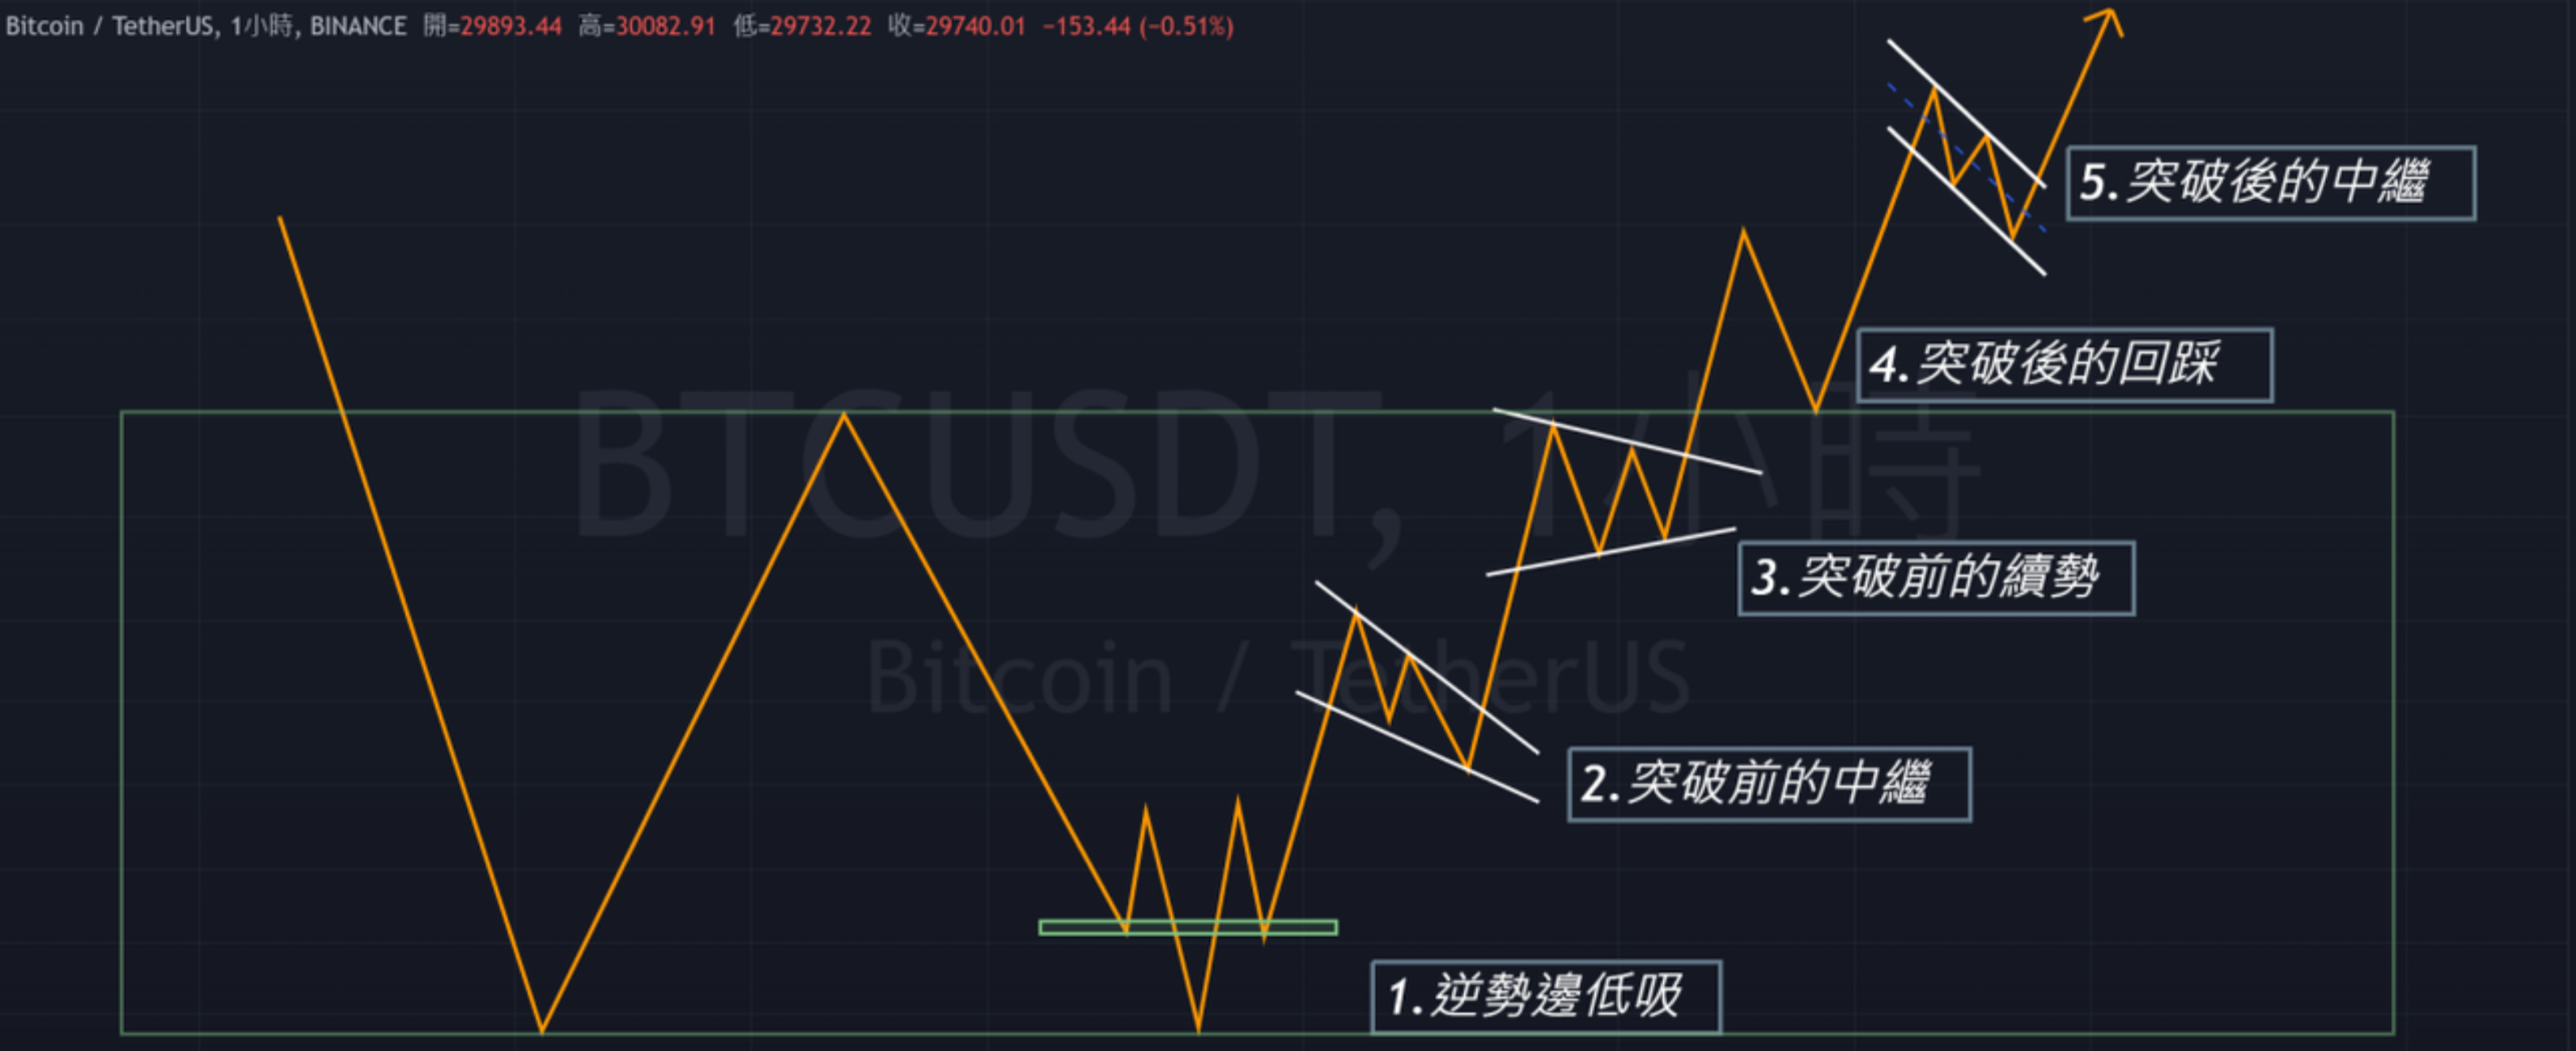 Bitcoin / TetherUS, 1小時, BINANCE 開=29893.44 高=30082.91 低=29732.22 收=29740.01 −153.44 (−0.51%)
5.突破後的中繼
4.突破後的回踩
BTCUSDT, 1小時
3.突破前的續勢
Bitcoin / TetherUS
2.突破前的中繼
1.逆勢邊低吸